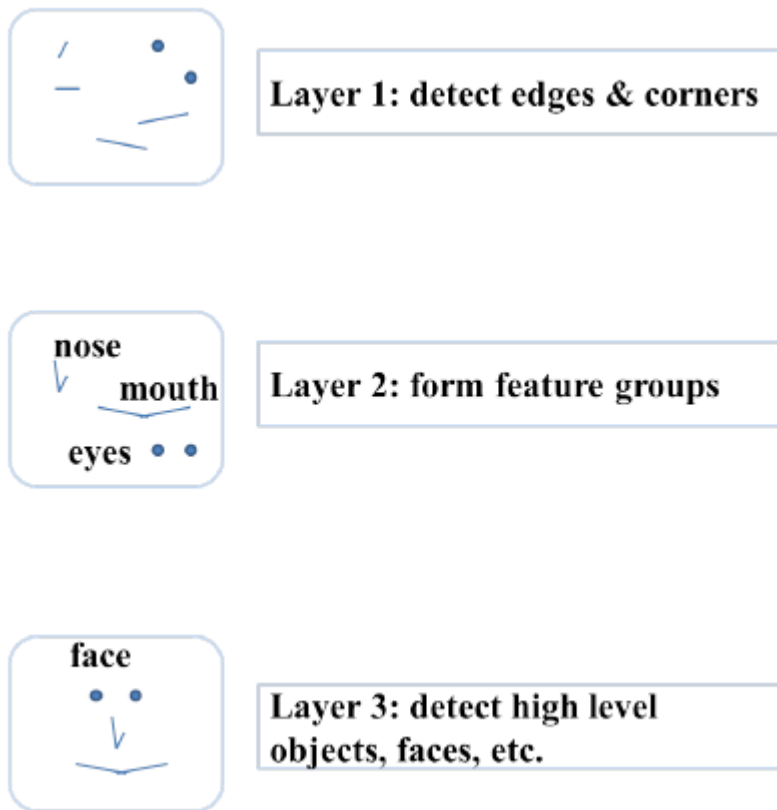 Layer 1: detect edges & corners
nose
mouth
eyes
Layer 2: form feature groups
face
Layer 3: detect high level
objects, faces, etc.